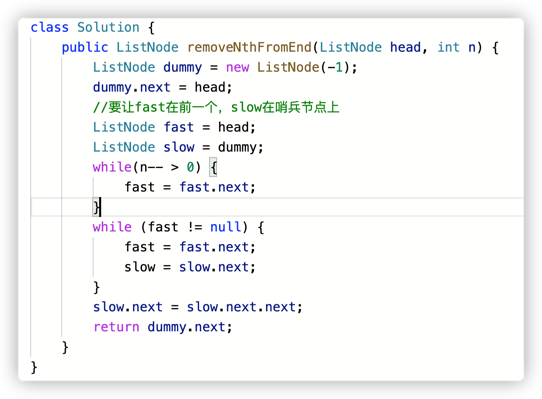 class Solution {
    public ListNode removeNthFromEnd(ListNode head, int n) {
        ListNode dummy = new ListNode(-1);
        dummy.next = head;
        //要让fast在前一个，slow在哨兵节点上
        ListNode fast = head;
        ListNode slow = dummy;
        while(n-- > 0) {
            fast = fast.next;
        }
        while (fast != null) {
            fast = fast.next;
            slow = slow.next;
        }
        slow.next = slow.next.next;
        return dummy.next;
    }
}